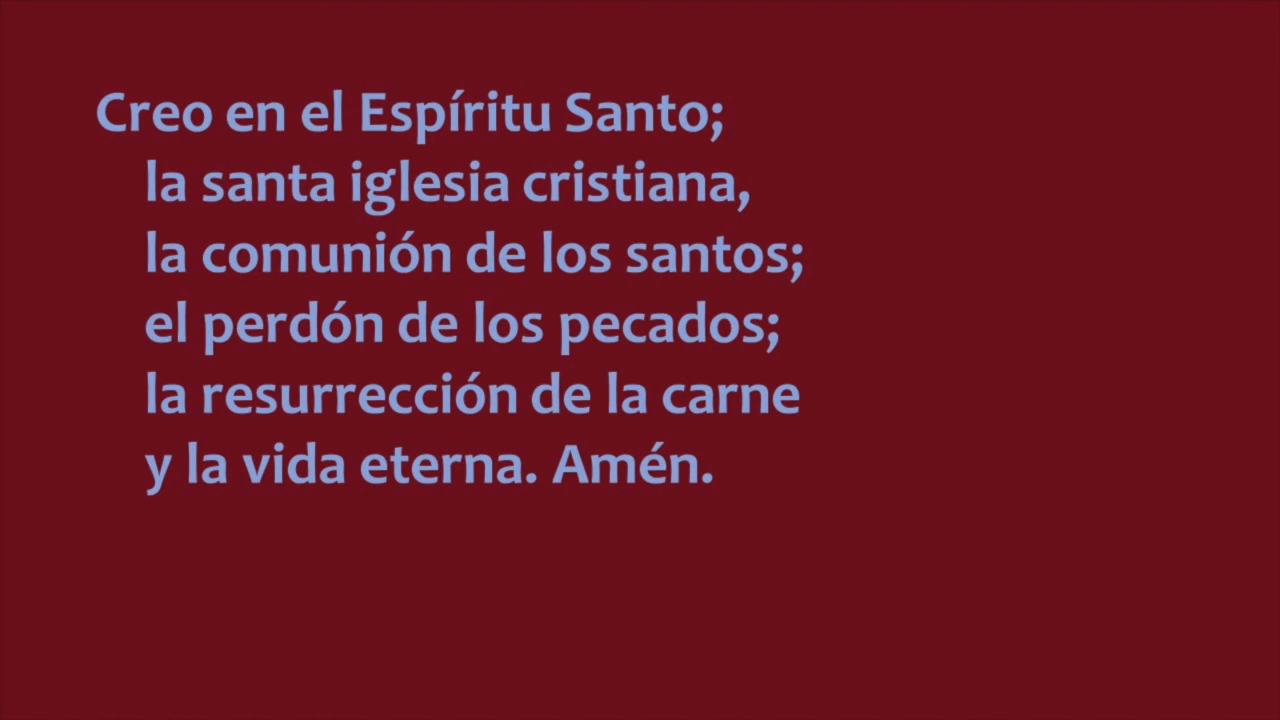 Creo en el Espíritu Santo;
la santa iglesia cristiana,
la comunión de los santos;
el perdón de los pecados;
la resurrección de la carne
y la vida eterna. Amén.